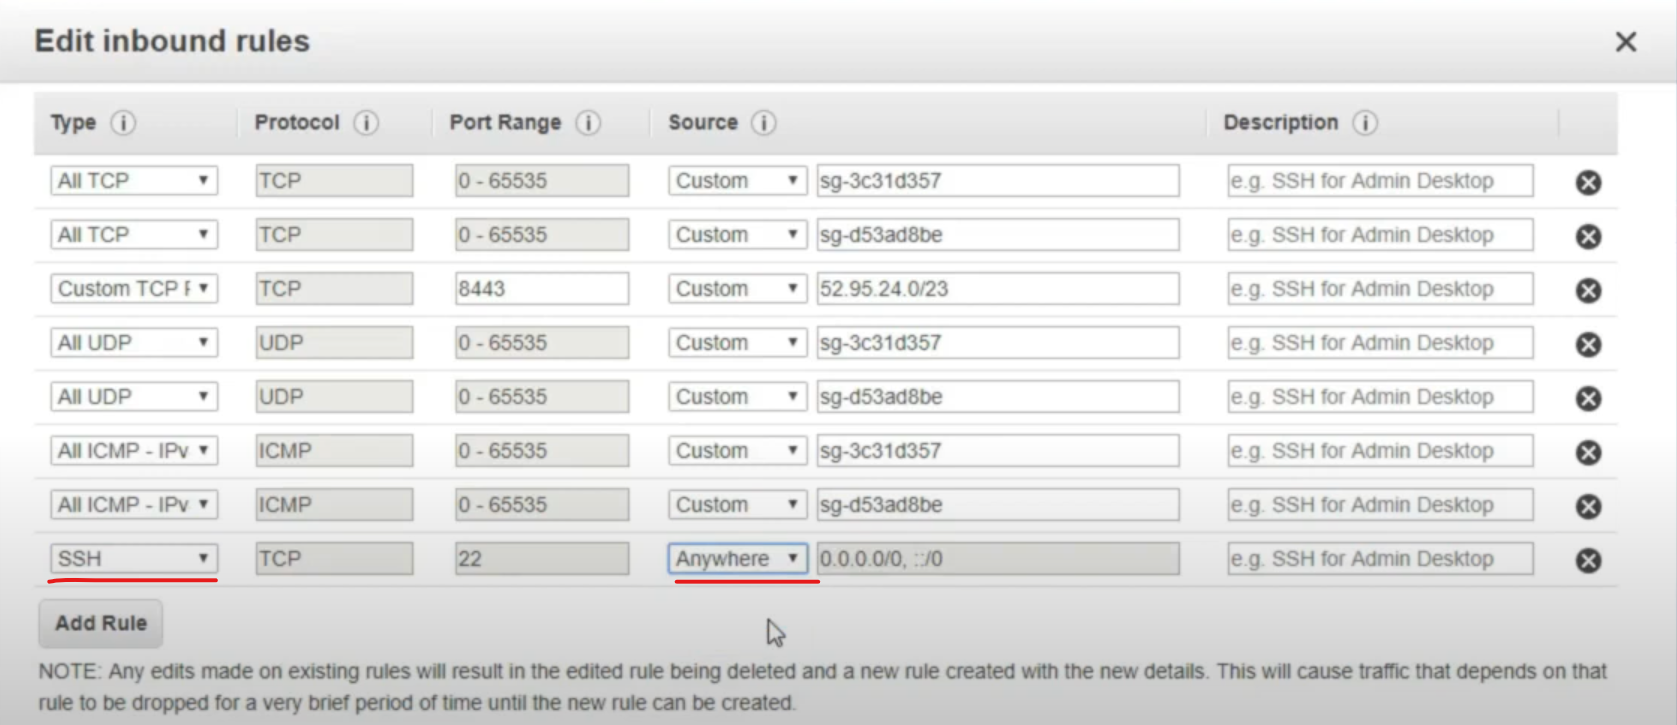 Edit inbound rules
Type Protocol Port Range Source Description
All TCP TCP 0 - 65535 Custom sg-3c31d357 e.g. SSH for Admin Desktop
All TCP TCP 0 - 65535 Custom sg-d53ad8be e.g. SSH for Admin Desktop
Custom TCP F TCP 8443 Custom 52.95.24.0/23 e.g. SSH for Admin Desktop
All UDP UDP 0 - 65535 Custom sg-3c31d357 e.g. SSH for Admin Desktop
All UDP UDP 0 - 65535 Custom sg-d53ad8be e.g. SSH for Admin Desktop
All ICMP - IPv ICMP 0 - 65535 Custom sg-3c31d357 e.g. SSH for Admin Desktop
All ICMP - IPv ICMP 0 - 65535 Custom sg-d53ad8be e.g. SSH for Admin Desktop
SSH TCP 22 Anywhere 0.0.0.0/0, ::/0 e.g. SSH for Admin Desktop
Add Rule
NOTE: Any edits made on existing rules will result in the edited rule being deleted and a new rule created with the new details. This will cause traffic that depends on that
rule to be dropped for a very brief period of time until the new rule can be created.